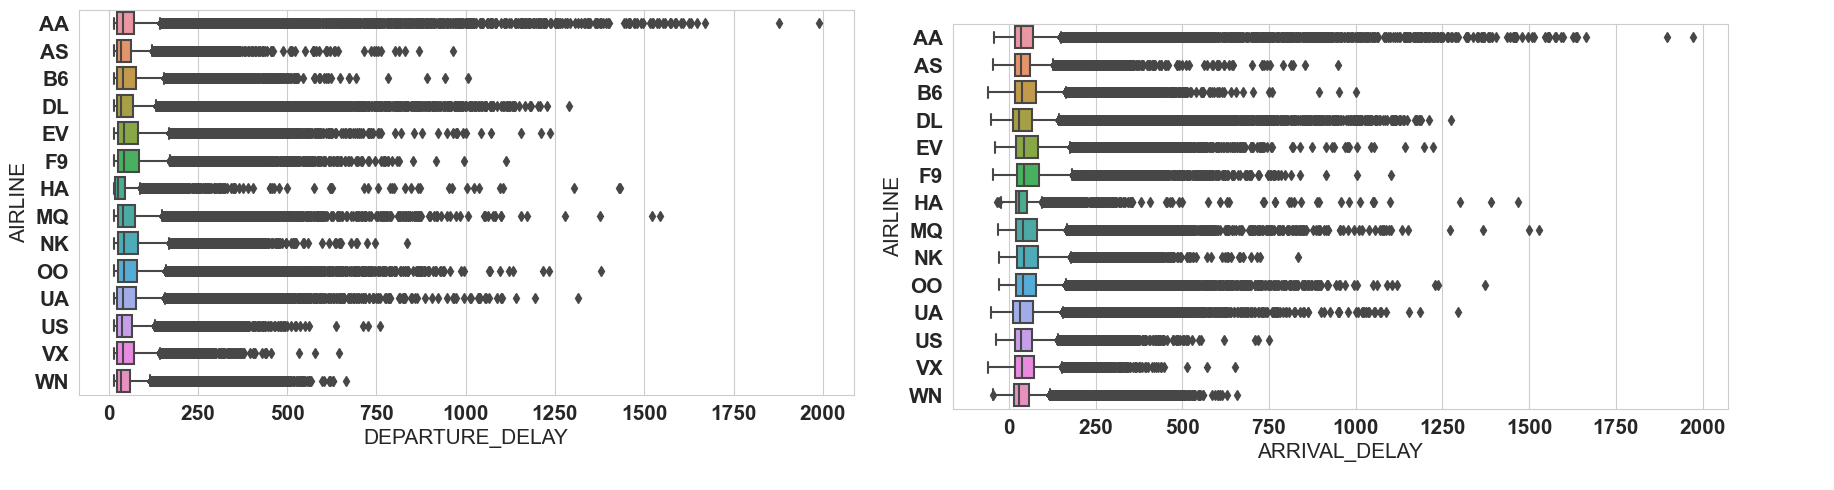 AIRLINE
AA
AS
B6
DL
EV
F9
HA
MQ
NK
OO
UA
US
VX
WN
0 250 500 750 1000 1250 1500 1750 2000
DEPARTURE_DELAY
AIRLINE
AA
AS
B6
DL
EV
F9
HA
MQ
NK
OO
UA
US
VX
WN
0 250 500 750 1000 1250 1500 1750 2000
ARRIVAL_DELAY